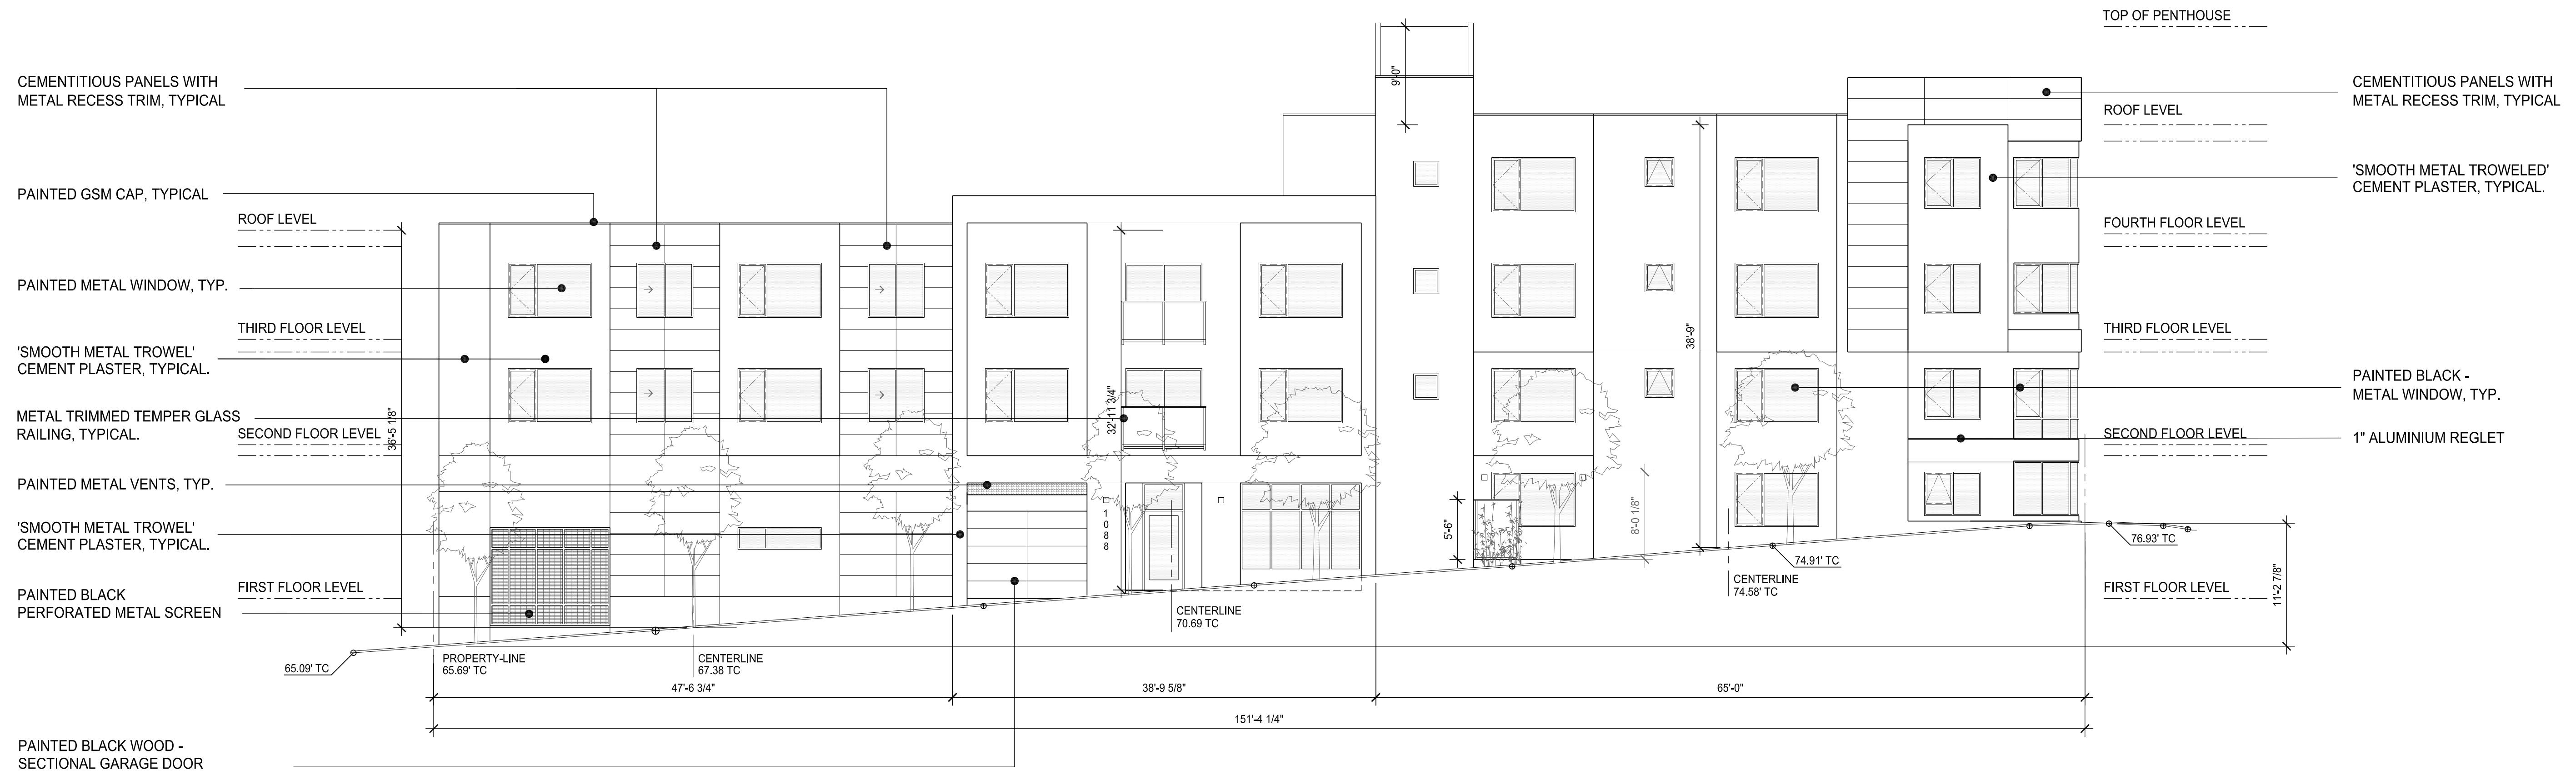 TOP OF PENTHOUSE
CEMENTITIOUS PANELS WITH
METAL RECESS TRIM, TYPICAL
PAINTED GSM CAP, TYPICAL
ROOF LEVEL
PAINTED METAL WINDOW, TYP.
THIRD FLOOR LEVEL
'SMOOTH METAL TROWEL'
CEMENT PLASTER, TYPICAL.
METAL TRIMMED TEMPER GLASS
RAILING, TYPICAL.
SECOND FLOOR LEVEL
36'-5 1/8"
PAINTED METAL VENTS, TYP.
'SMOOTH METAL TROWEL'
CEMENT PLASTER, TYPICAL.
FIRST FLOOR LEVEL
PAINTED BLACK
PERFORATED METAL SCREEN
PAINTED BLACK WOOD -
SECTIONAL GARAGE DOOR
9'-0"
32'-11 3/4"
38'-9"
1088
5'-6"
8'-0 1/8"
65.09' TC
PROPERTY-LINE
65.69' TC
CENTERLINE
67.38 TC
CENTERLINE
70.69 TC
CENTERLINE
74.58' TC
74.91' TC
76.93' TC
11'-2 7/8"
47'-6 3/4"
38'-9 5/8"
65'-0"
151'-4 1/4"
CEMENTITIOUS PANELS WITH
METAL RECESS TRIM, TYPICAL
ROOF LEVEL
'SMOOTH METAL TROWELED'
CEMENT PLASTER, TYPICAL.
FOURTH FLOOR LEVEL
THIRD FLOOR LEVEL
PAINTED BLACK -
METAL WINDOW, TYP.
SECOND FLOOR LEVEL
1" ALUMINIUM REGLET
FIRST FLOOR LEVEL